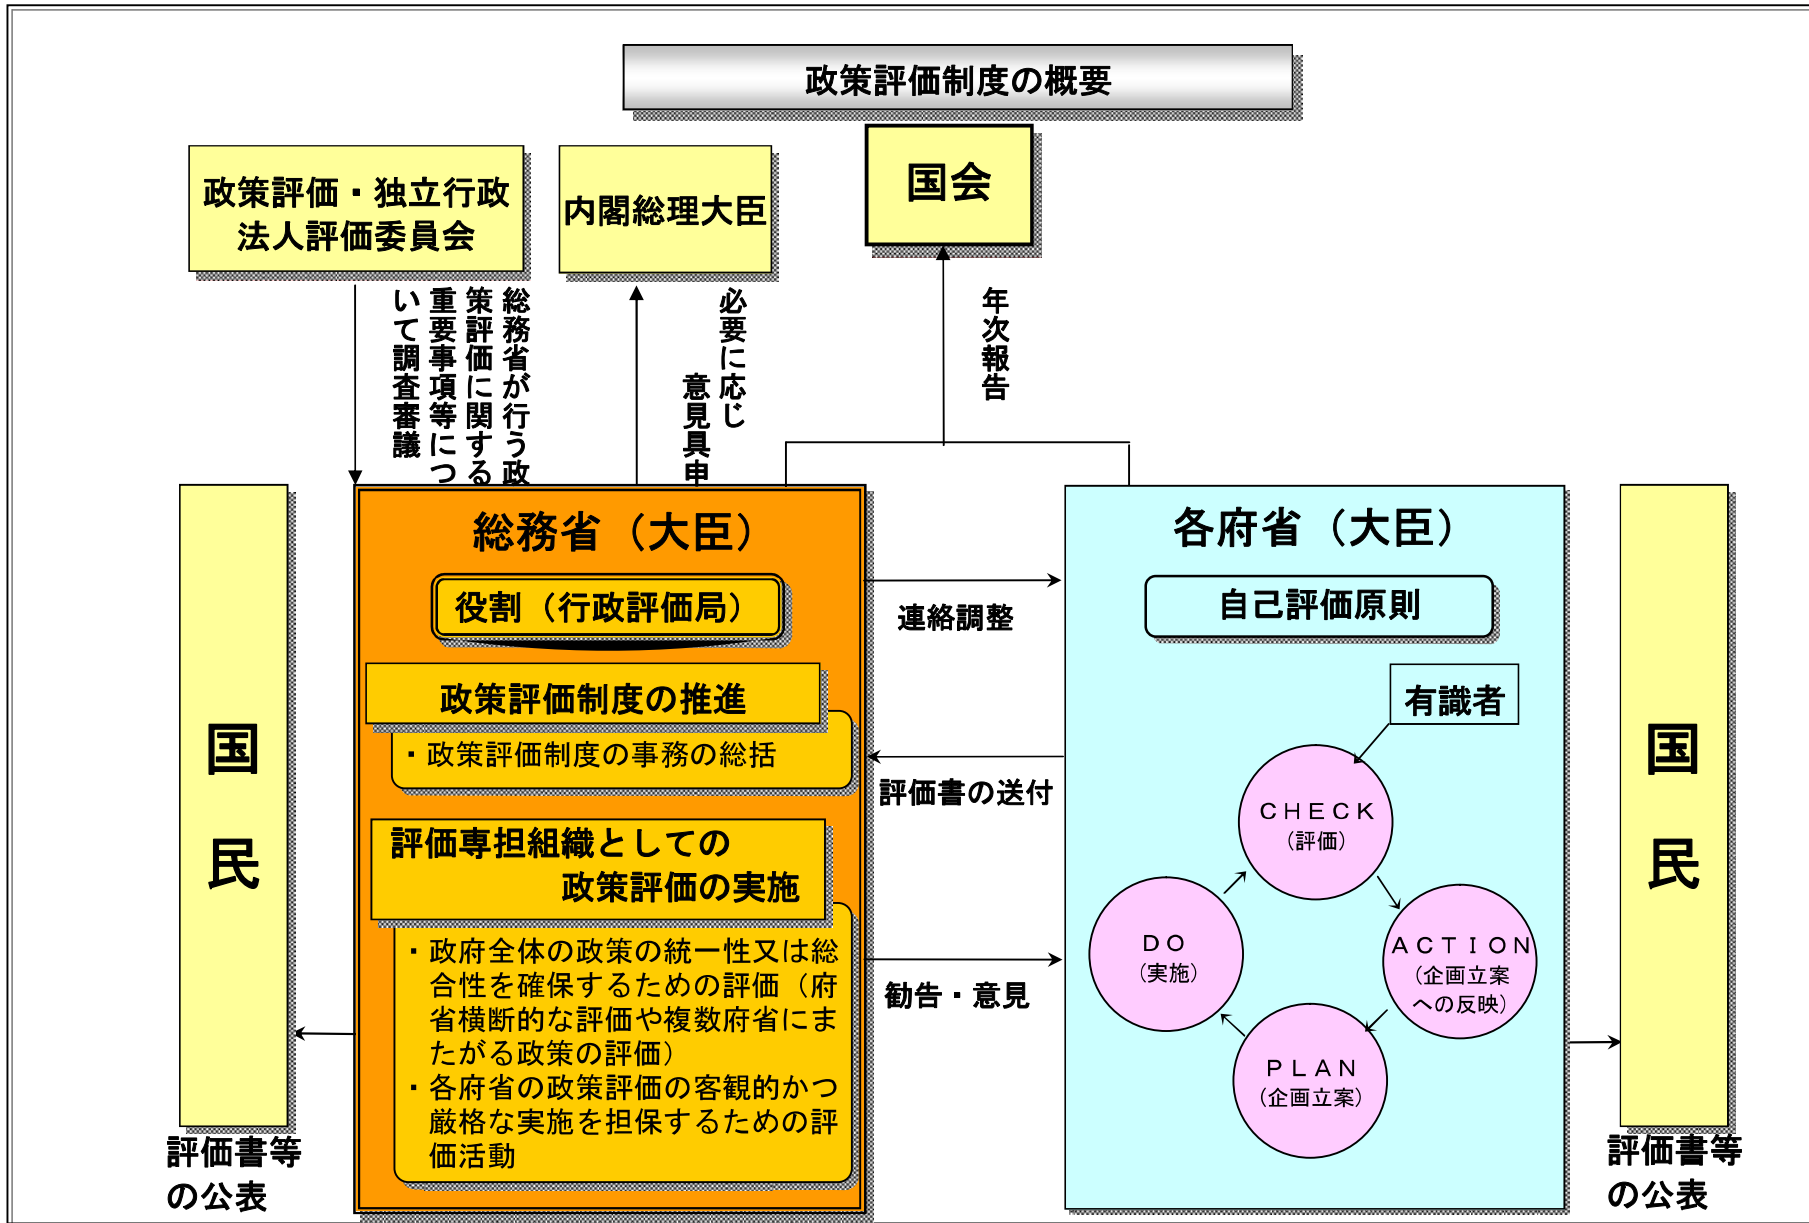 政策評価制度の概要
政策評価・独立行政
法人評価委員会
内閣総理大臣
国会
総務省が行う政
策評価に関する
重要事項等につ
いて調査審議
必要に応じ
意見具申
年次報告
国民
評価書等
の公表
総務省（大臣）
役割（行政評価局）
政策評価制度の推進
・政策評価制度の事務の総括
評価専担組織としての
政策評価の実施
・政府全体の政策の統一性又は総
合性を確保するための評価（府
省横断的な評価や複数府省にま
たがる政策の評価）
・各府省の政策評価の客観的かつ
厳格な実施を担保するための評
価活動
連絡調整
評価書の送付
勧告・意見
各府省（大臣）
自己評価原則
有識者
ＣＨＥＣＫ
（評価）
ＤＯ
（実施）
ＡＣＴＩＯＮ
（企画立案
への反映）
ＰＬＡＮ
（企画立案）
国民
評価書等
の公表